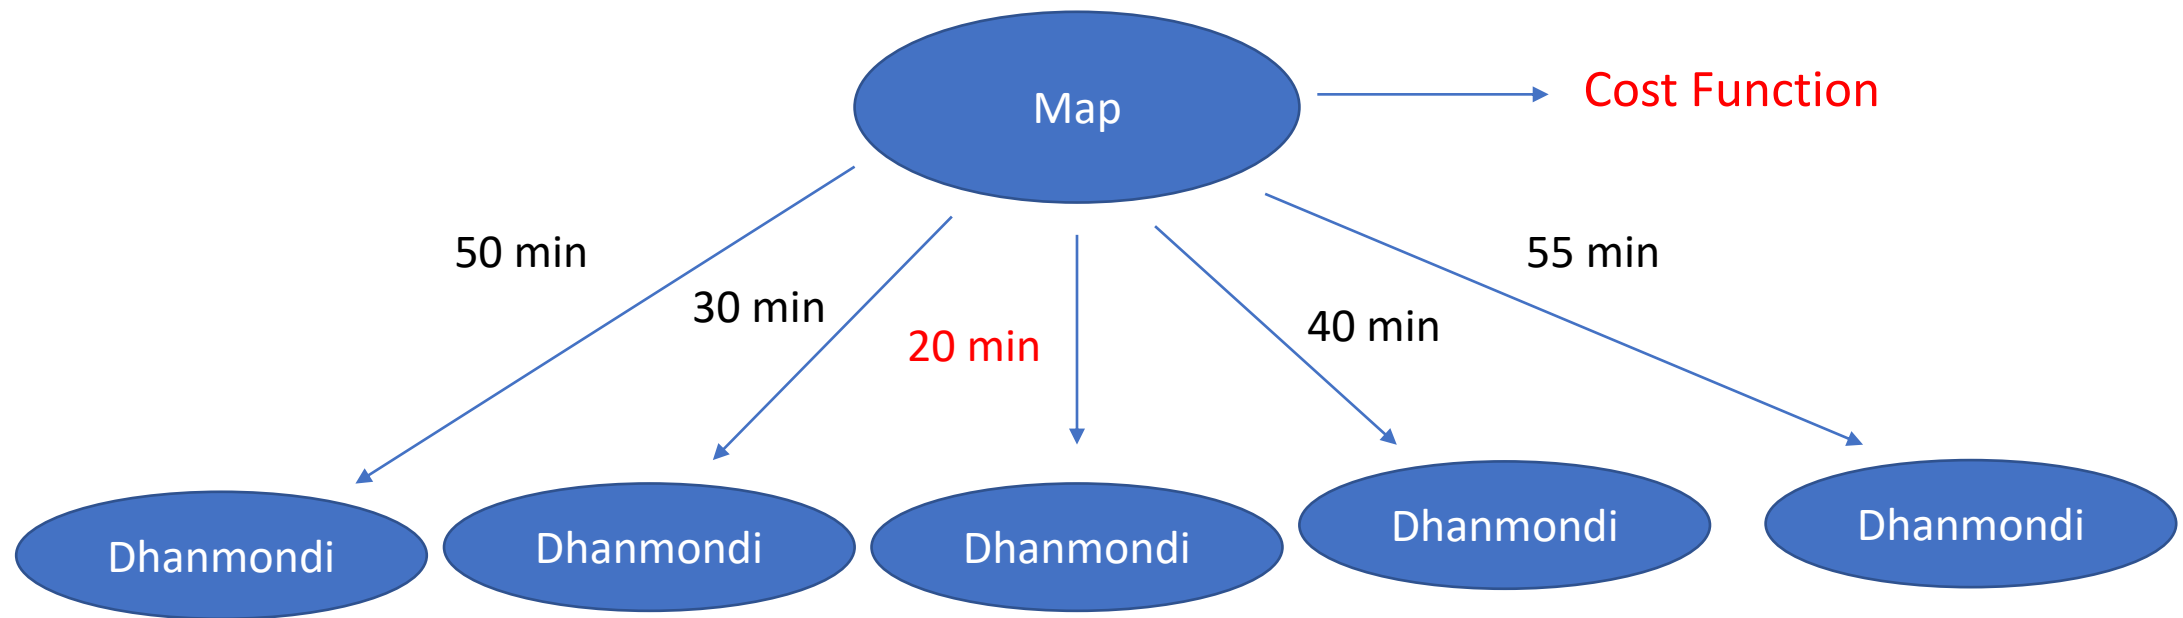 Map
Cost Function
50 min
30 min
20 min
40 min
55 min
Dhanmondi
Dhanmondi
Dhanmondi
Dhanmondi
Dhanmondi